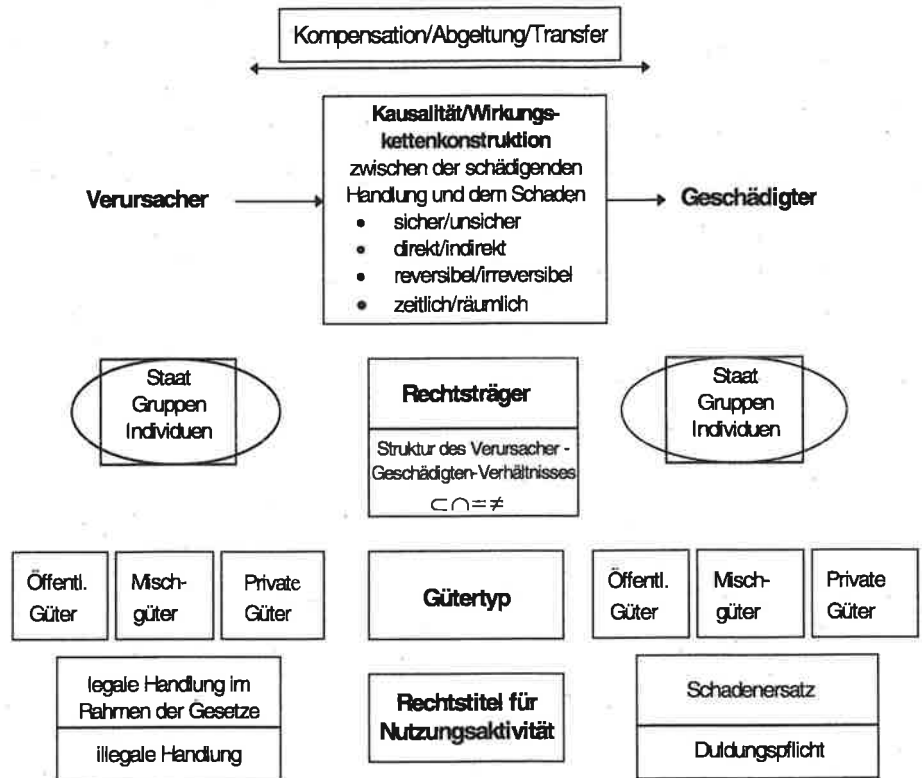 Kompensation/Abgeltung/Transfer
Kausalität/Wirkungs-
kettenkonstruktion
zwischen der schädigenden
Handlung und dem Schaden
• sicher/unsicher
• direkt/indirekt
• reversibel/irreversibel
• zeitlich/räumlich
Verursacher
Geschädigter
Staat
Gruppen
Individuen
Rechtsträger
Struktur des Verursacher -
Geschädigten-Verhältnisses
⊂∩=≠
Staat
Gruppen
Individuen
Öffentl.
Güter
Misch-
güter
Private
Güter
Gütertyp
Öffentl.
Güter
Misch-
güter
Private
Güter
legale Handlung im
Rahmen der Gesetze
illegale Handlung
Rechtstitel für
Nutzungsaktivität
Schadenersatz
Duldungspflicht